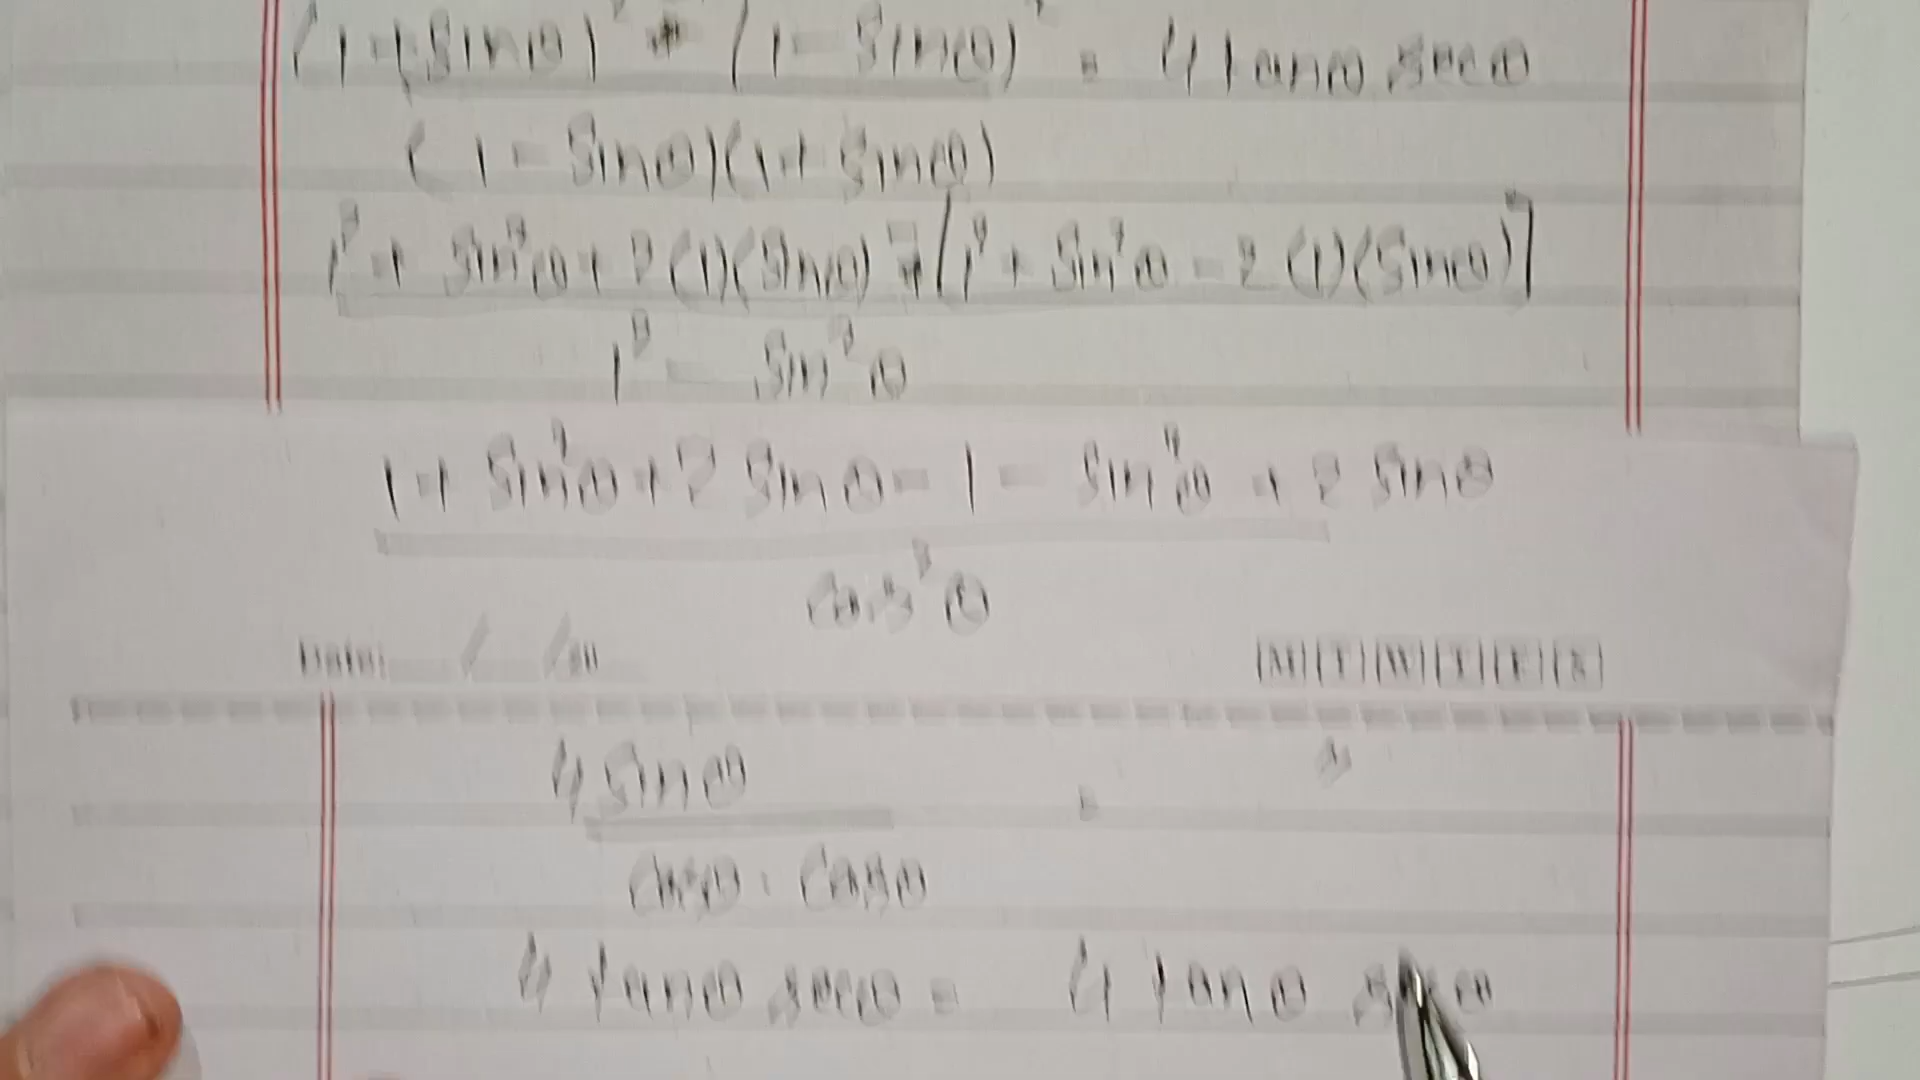 (1+sinθ)² - (1-sinθ)² = 4 tanθ secθ
(1-sinθ)(1+sinθ)
1² + sin²θ + 2(1)(sinθ) - [1² + sin²θ - 2(1)(sinθ)]
1² - sin²θ
1 + sin²θ + 2 sinθ - 1 - sin²θ + 2 sinθ
cos²θ
Date: / /20 M T W T F S
4 sinθ =
cosθ . cosθ
4 tanθ secθ = 4 tanθ secθ